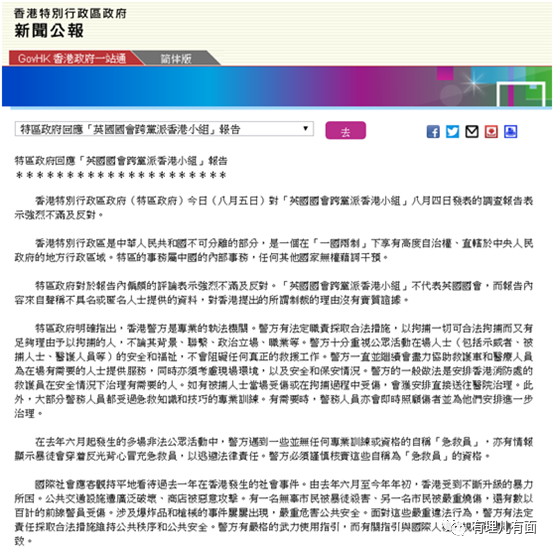 香港特別行政區政府
新聞公報
GovHK 香港政府一站通
简体版
特區政府回應「英國國會跨黨派香港小組」報告
去
特區政府回應「英國國會跨黨派香港小組」報告
＊＊＊＊＊＊＊＊＊＊＊＊＊＊＊＊＊＊＊＊＊
香港特別行政區政府（特區政府）今日（八月五日）對「英國國會跨黨派香港小組」八月四日發表的調查報告表
示強烈不滿及反對。
香港特別行政區是中華人民共和國不可分離的部分，是一個在「一國兩制」下享有高度自治權、直轄於中央人民
政府的地方行政區域。特區的事務屬中國的內部事務，任何其他國家無權藉詞干預。
特區政府對於報告內偏頗的評論表示強烈不滿及反對。「英國國會跨黨派香港小組」不代表英國國會，而報告內
容來自聲稱不具名或匿名人士提供的資料，對香港提出的所謂制裁的理由沒有實質證據。
特區政府明確指出，香港警方是專業的執法機關。警方有法定職責採取合法措施，以拘捕一切可合法拘捕而又有
足夠理由予以拘捕的人，不論其背景、聯繫、政治立場、職業等。警方十分重視公眾活動在場人士（包括示威者、被
捕人士、醫護人員等）的安全和福祉，不會阻礙任何真正的救援工作。警方一直並繼續會盡力協助救護車和醫療人員
為在場有需要的人士提供服務，同時亦須考慮現場環境，以及安全和保安情況。警方的一般做法是安排香港消防處的
救護員在安全情況下治理有需要的人。如有被捕人士當場受傷或在拘捕過程中受傷，會獲安排直接送往醫院治理。此
外，大部分警務人員都受過急救知識和技巧的專業訓練。有需要時，警務人員亦會即時照顧傷者並為他們安排進一步
治理。
在去年六月起發生的多場非法公眾活動中，警方遇到一些並無任何專業訓練或資格的自稱「急救員」，亦有情報
顯示暴徒會穿着反光背心冒充急救員，以逃避法律責任。警方必須謹慎核實這些自稱為「急救員」的資格。
國際社會應客觀持平地看待過去一年在香港發生的社會事件。由去年六月至今年年初，香港受到不斷升級的暴力
所困。公共交通設施遭廣泛破壞、商店被惡意攻擊。有一名無辜市民被暴徒殺害、另一名市民被嚴重燒傷，還有數以
百計的前線警員受傷。涉及爆炸品和槍械的事件屢屢出現，嚴重危害公共安全。面對這些嚴重違法行為，警方有法定
責任採取合法措施維持公共秩序和公共安全。警方有嚴格的武力使用指引，而有關指引與國際人
致。
有理儿有面